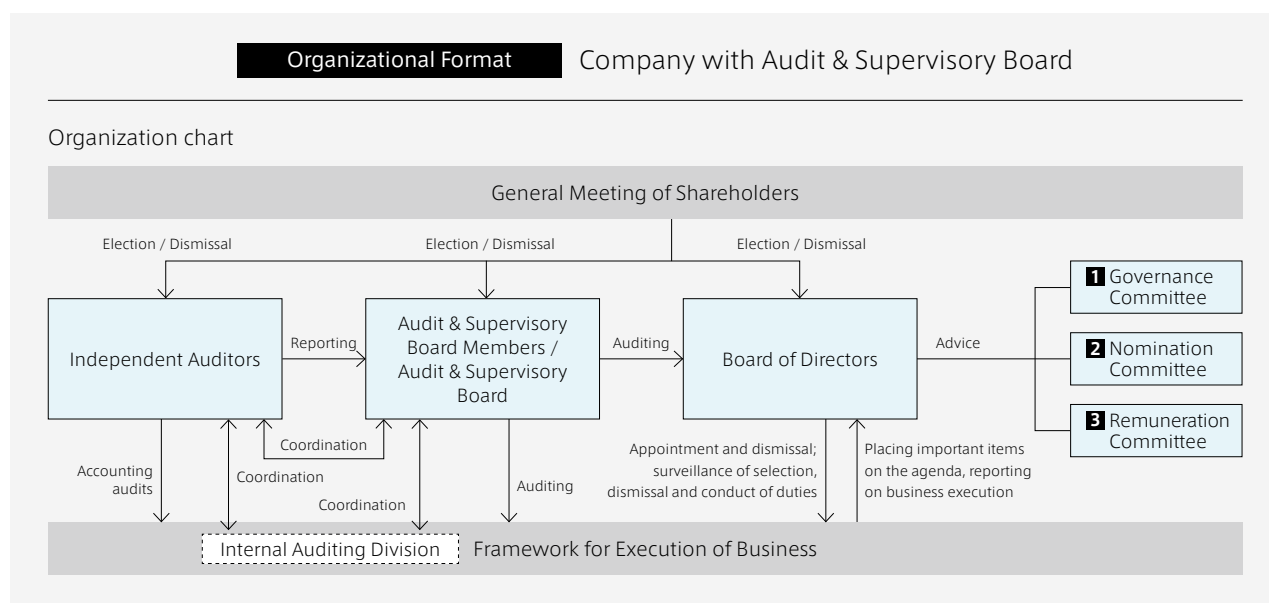 Organizational Format
Company with Audit & Supervisory Board
Organization chart
General Meeting of Shareholders
Election / Dismissal
Election / Dismissal
Election / Dismissal
Independent Auditors
Reporting
Audit & Supervisory
Board Members /
Audit & Supervisory
Board
Auditing
Board of Directors
Advice
1 Governance
Committee
2 Nomination
Committee
3 Remuneration
Committee
Accounting
audits
Coordination
Coordination
Coordination
Auditing
Appointment and dismissal;
surveillance of selection,
dismissal and conduct of duties
Placing important items
on the agenda, reporting
on business execution
Internal Auditing Division
Framework for Execution of Business